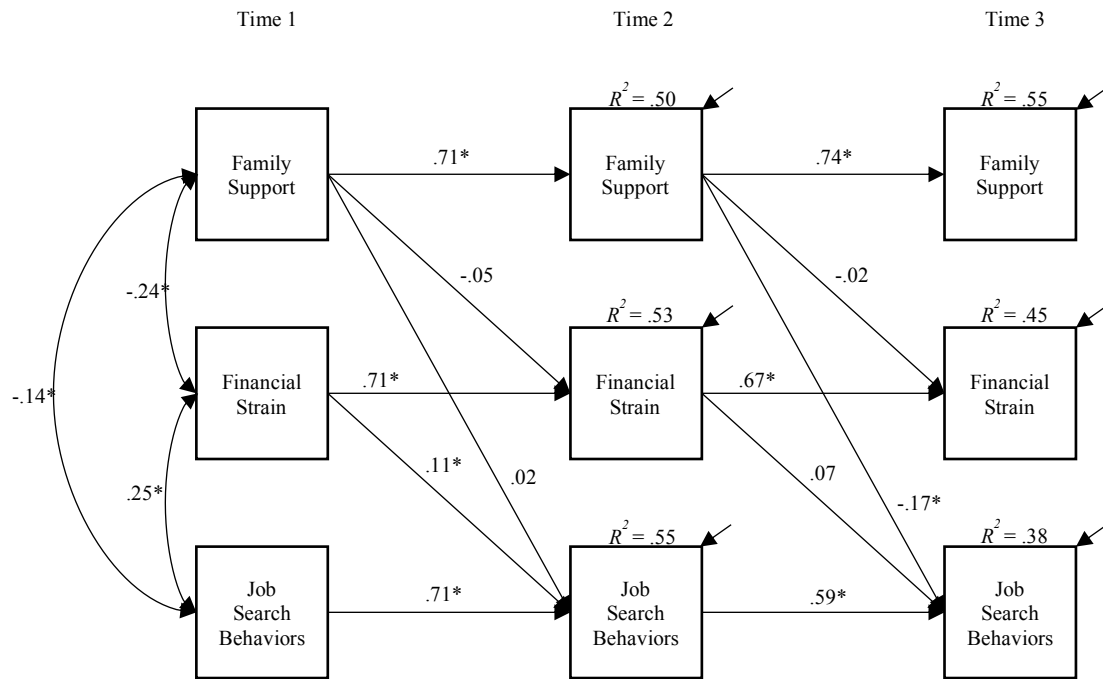 Time 1
Time 2
Time 3
R² = .50
R² = .55
Family
Support
.71*
Family
Support
.74*
Family
Support
-.24*
-.05
-.02
R² = .53
R² = .45
-.14*
Financial
Strain
.71*
Financial
Strain
.67*
Financial
Strain
.25*
.11*
.02
.07
-.17*
R² = .55
R² = .38
Job
Search
Behaviors
.71*
Job
Search
Behaviors
.59*
Job
Search
Behaviors